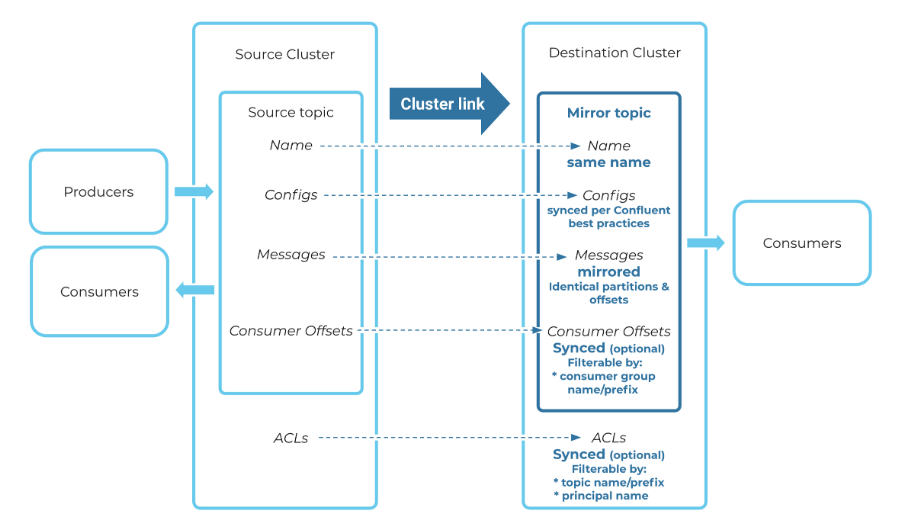 Source Cluster
Source topic
Name
Configs
Messages
Consumer Offsets
ACLs
Producers
Consumers
Cluster link
Destination Cluster
Mirror topic
Name
same name
Configs
synced per Confluent
best practices
Messages
mirrored
Identical partitions &
offsets
Consumer Offsets
Synced (optional)
Filterable by:
* consumer group
name/prefix
ACLs
Synced (optional)
Filterable by:
* topic name/prefix
* principal name
Consumers